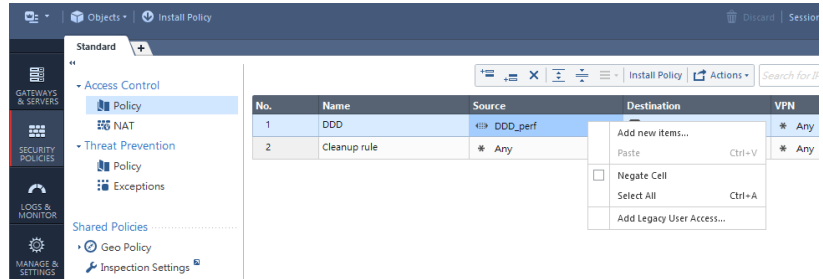 Objects Install Policy Discard Session
Standard +
GATEWAYS
& SERVERS
SECURITY
POLICIES
LOGS &
MONITOR
MANAGE &
SETTINGS
Access Control
Policy
NAT
Threat Prevention
Policy
Exceptions
Shared Policies
Geo Policy
Inspection Settings
Install Policy Actions Search for IP
No. Name Source Destination VPN
1 DDD DDD_perf * Any
2 Cleanup rule * Any * Any
Add new items...
Paste Ctrl+V
Negate Cell
Select All Ctrl+A
Add Legacy User Access...